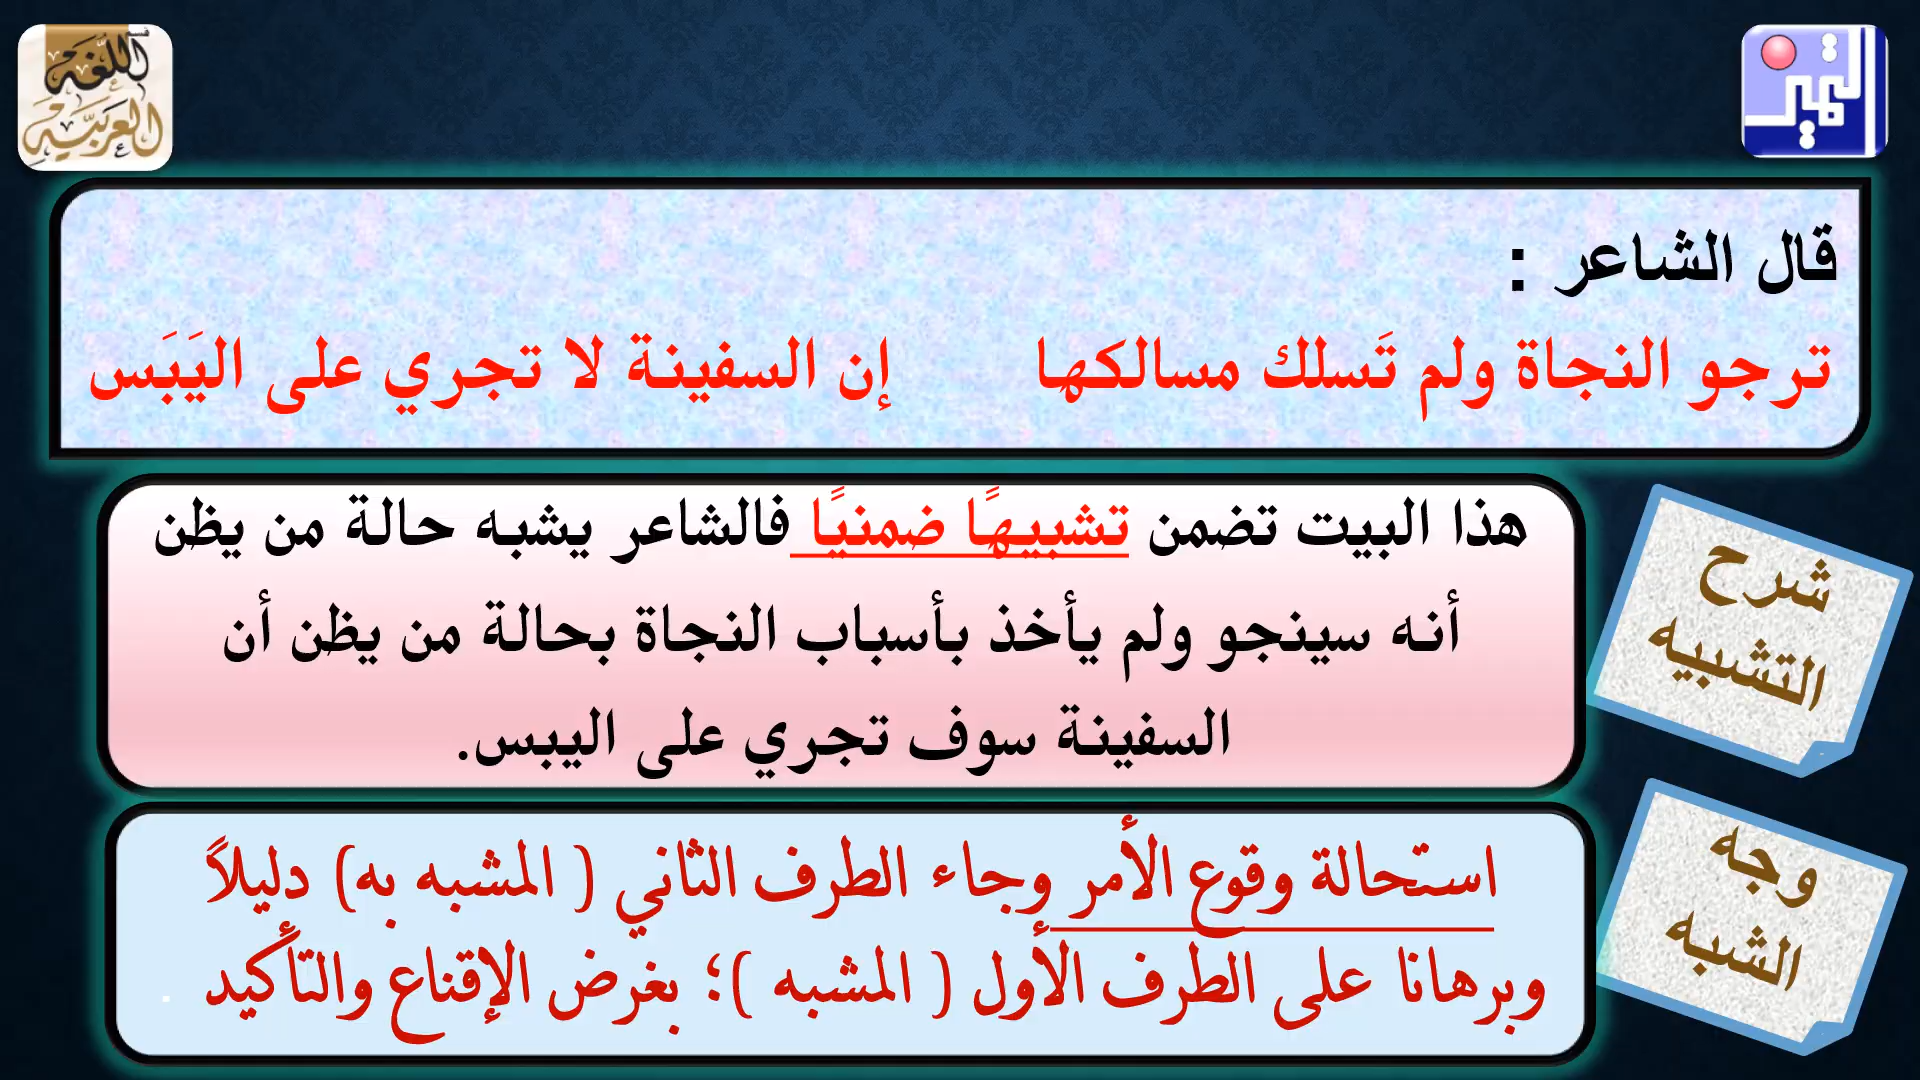 اللغة العربية
التميز
قال الشاعر :
ترجو النجاة ولم تَسلك مسالكها إن السفينة لا تجري على اليَبَس
هذا البيت تضمن تشبيهًا ضمنيًا فالشاعر يشبه حالة من يظن
أنه سينجو ولم يأخذ بأسباب النجاة بحالة من يظن أن
السفينة سوف تجري على اليبس.
شرح
التشبيه
استحالة وقوع الأمر وجاء الطرف الثاني ( المشبه به) دليلاً
وبرهانا على الطرف الأول ( المشبه )؛ بغرض الإقناع والتأكيد .
وجه
الشبه